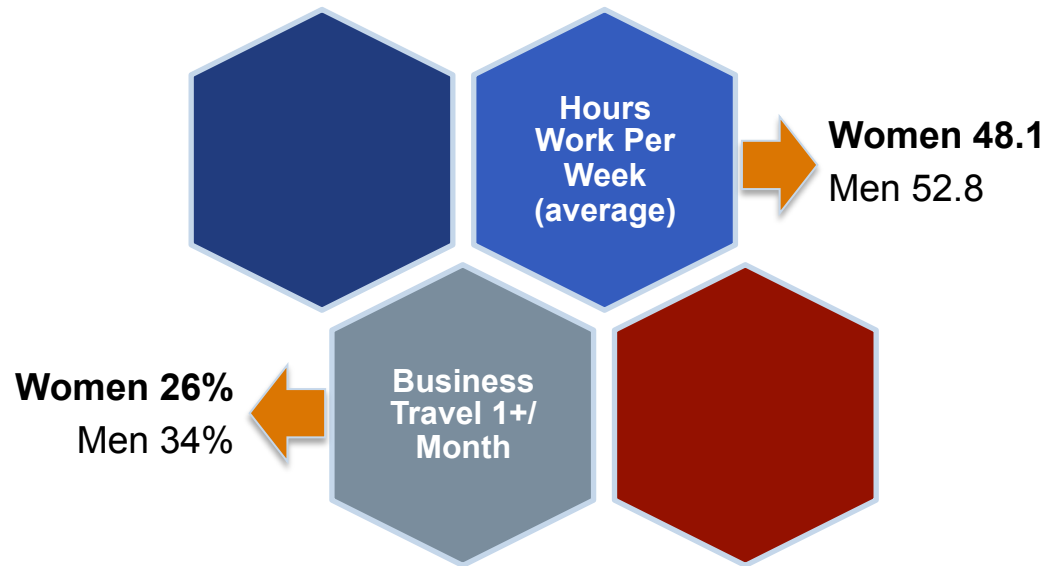 Hours
Work Per
Week
(average)
Women 48.1
Men 52.8
Women 26%
Men 34%
Business
Travel 1+/
Month